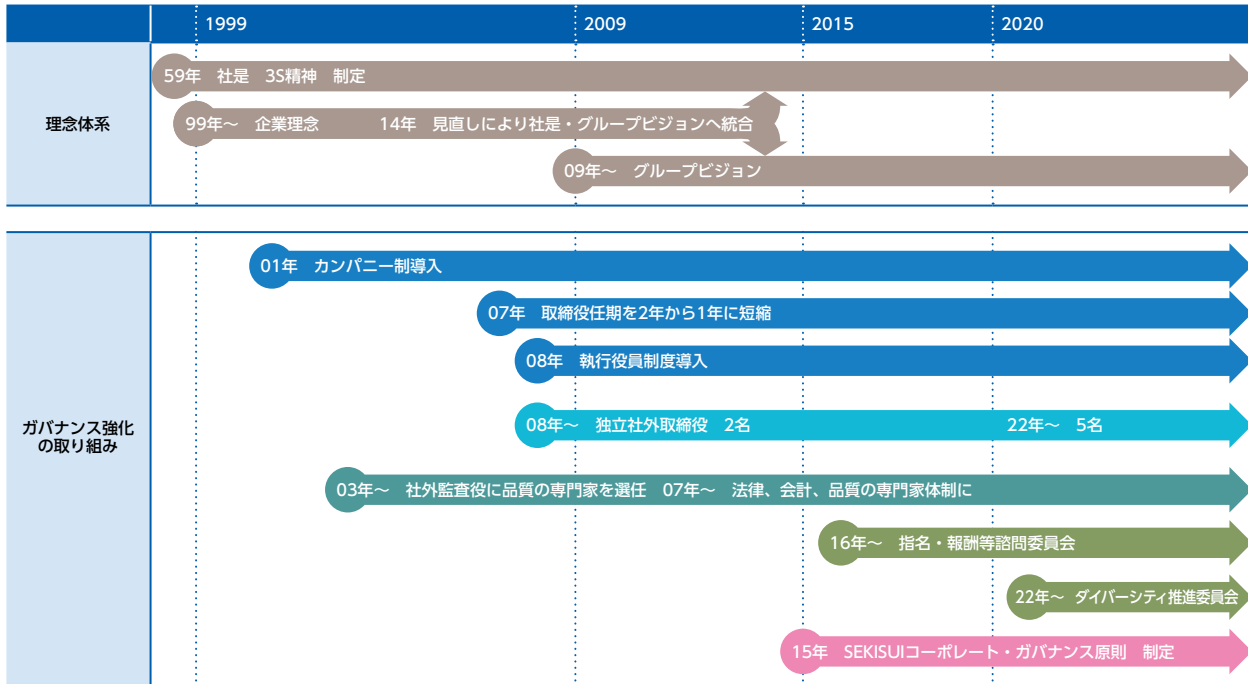 1999 2009 2015 2020
理念体系
59年 社是 3S精神 制定
99年～ 企業理念 14年 見直しにより社是・グループビジョンへ統合
09年～ グループビジョン
ガバナンス強化
の取り組み
01年 カンパニー制導入
07年 取締役任期を2年から1年に短縮
08年 執行役員制度導入
08年～ 独立社外取締役 2名 22年～ 5名
03年～ 社外監査役に品質の専門家を選任 07年～ 法律、会計、品質の専門家体制に
16年～ 指名・報酬等諮問委員会
22年～ ダイバーシティ推進委員会
15年 SEKISUIコーポレート・ガバナンス原則 制定